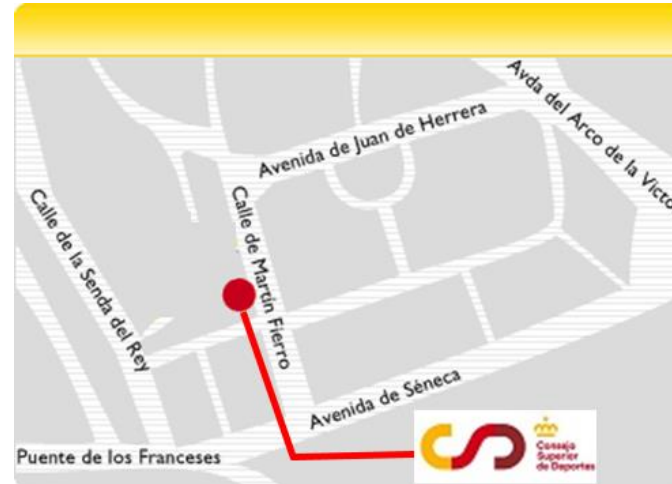 Avda del Arco de la Victo
Avenida de Juan de Herrera
Calle de la Senda del Rey
Calle de Martín Fierro
Avenida de Séneca
Puente de los Franceses
Consejo
Superior
de Deportes